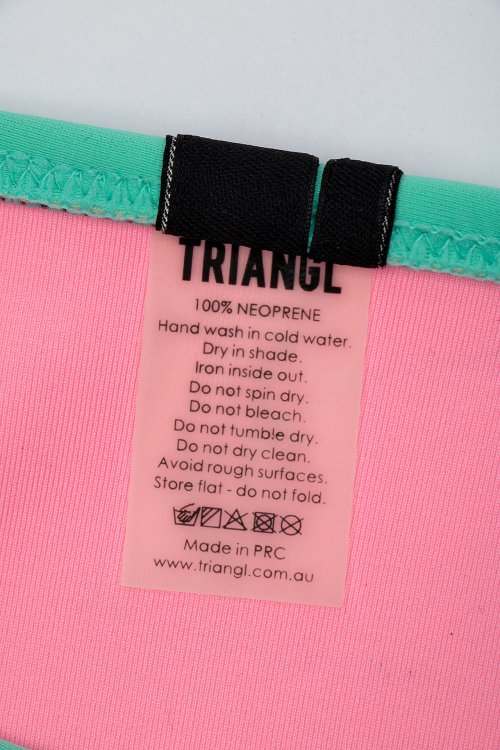 TRIANGL
100% NEOPRENE
Hand wash in cold water.
Dry in shade.
Iron inside out.
Do not spin dry.
Do not bleach.
Do not tumble dry.
Do not dry clean.
Avoid rough surfaces.
Store flat - do not fold.
Made in PRC
www.triangl.com.au